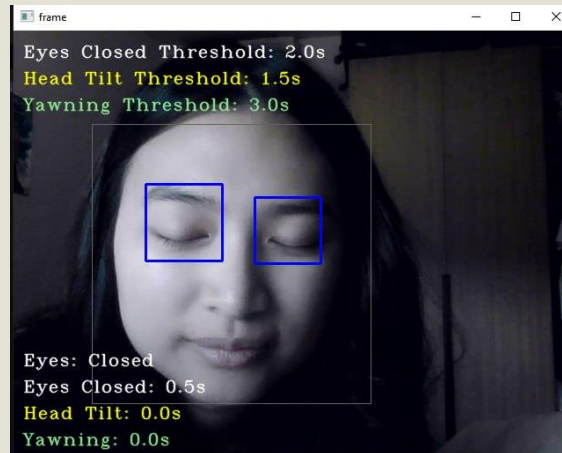 frame
Eyes Closed Threshold: 2.0s
Head Tilt Threshold: 1.5s
Yawning Threshold: 3.0s
Eyes: Closed
Eyes Closed: 0.5s
Head Tilt: 0.0s
Yawning: 0.0s